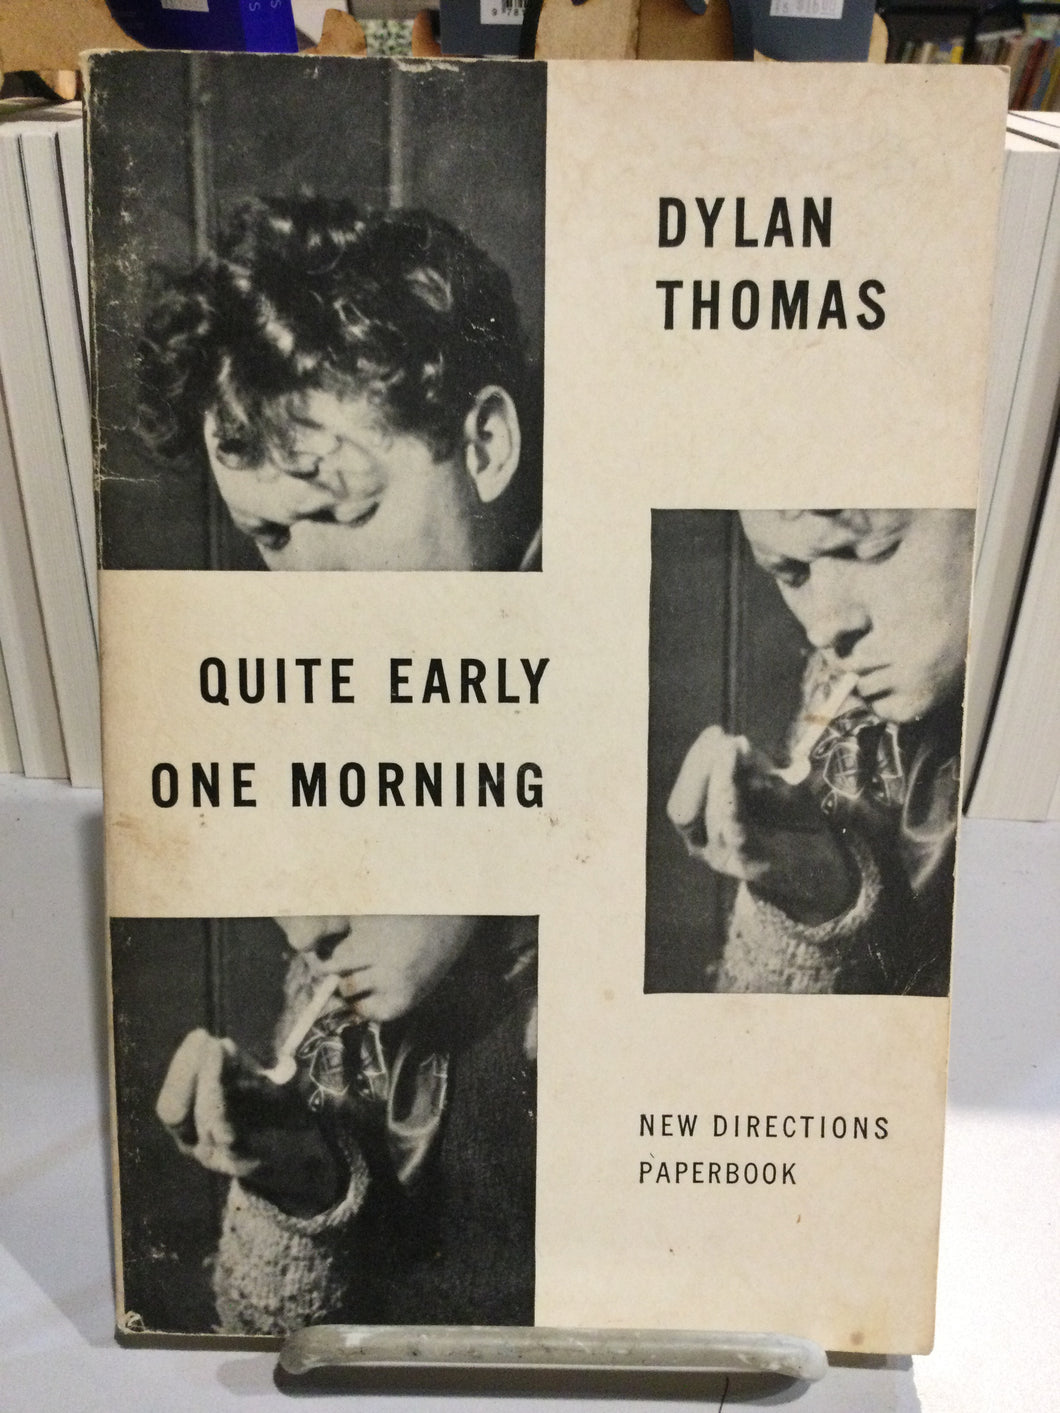 DYLAN
THOMAS
QUITE EARLY
ONE MORNING
NEW DIRECTIONS
PAPERBOOK